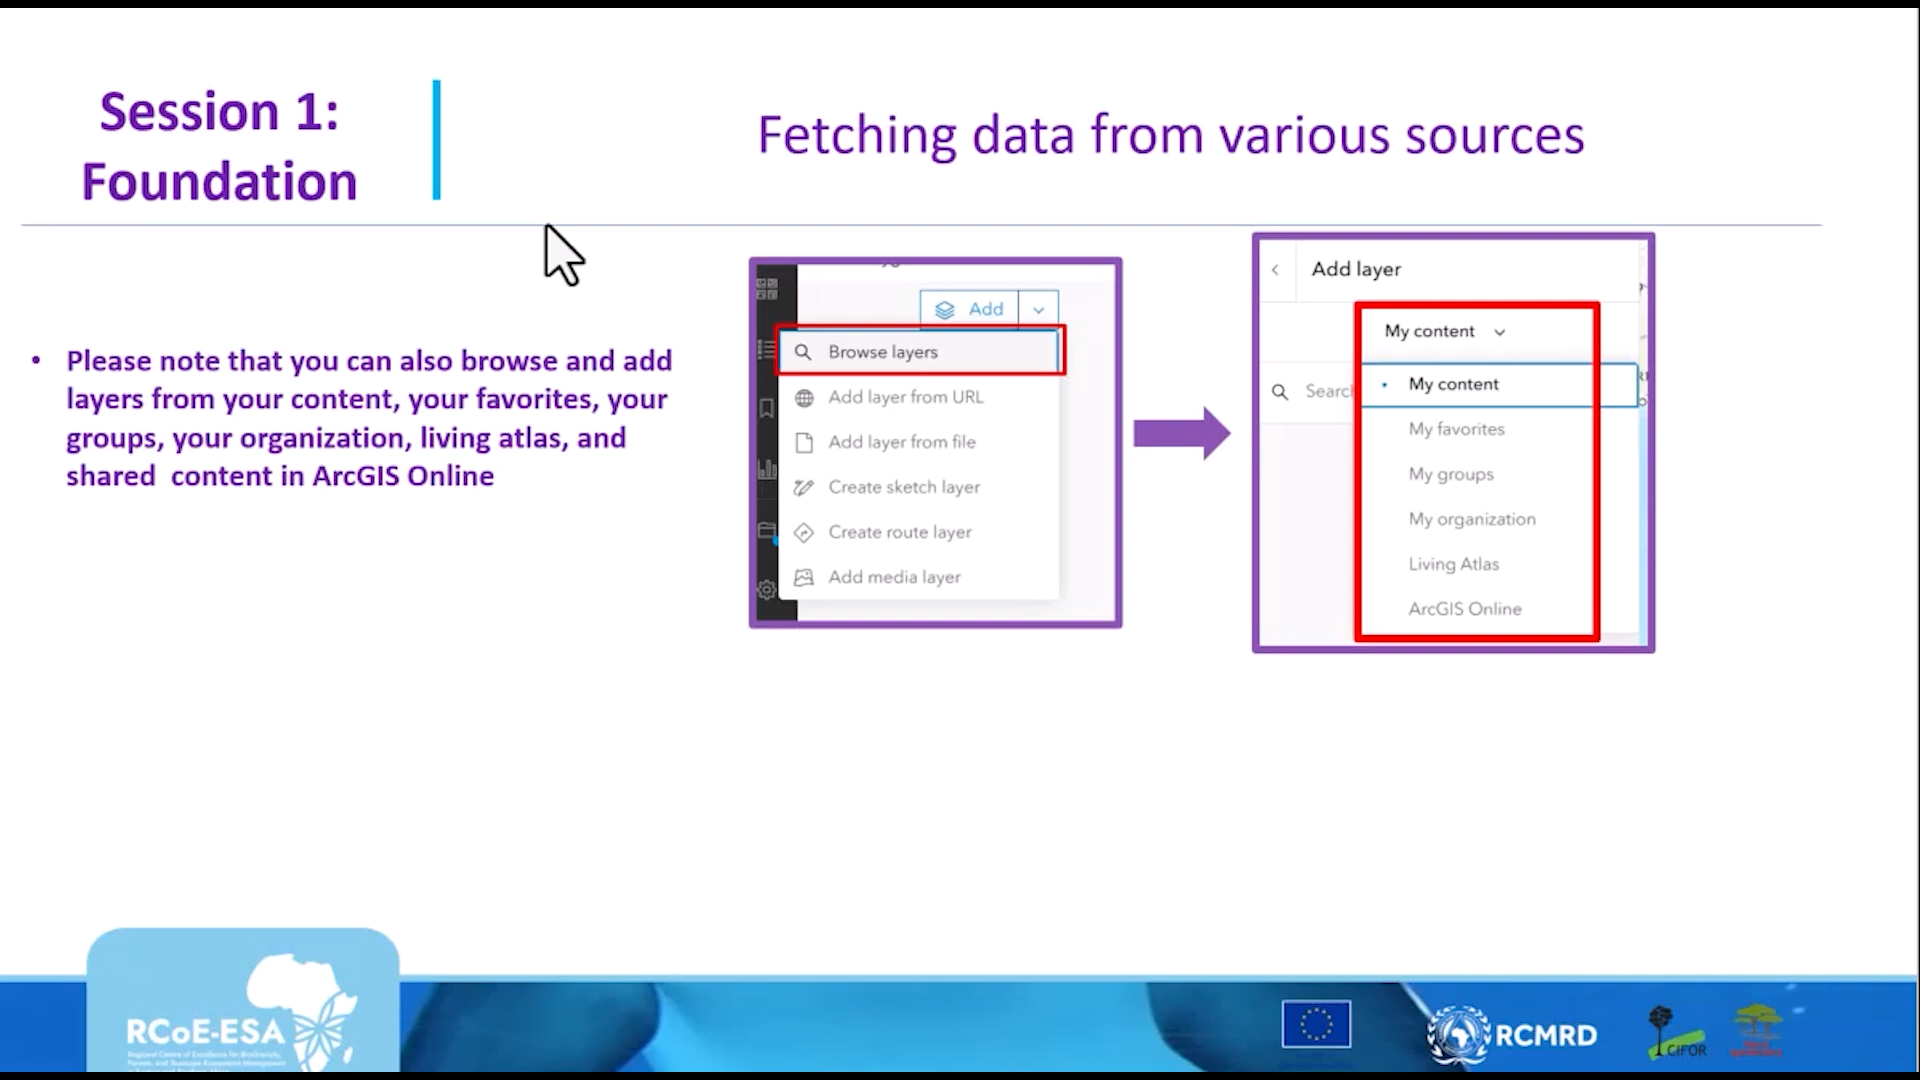 Session 1:
Foundation
Fetching data from various sources
• Please note that you can also browse and add
layers from your content, your favorites, your
groups, your organization, living atlas, and
shared  content in ArcGIS Online
Add
Browse layers
Add layer from URL
Add layer from file
Create sketch layer
Create route layer
Add media layer
Add layer
My content
Search
My content
My favorites
My groups
My organization
Living Atlas
ArcGIS Online
RCoE-ESA
RCMRD
CIFOR